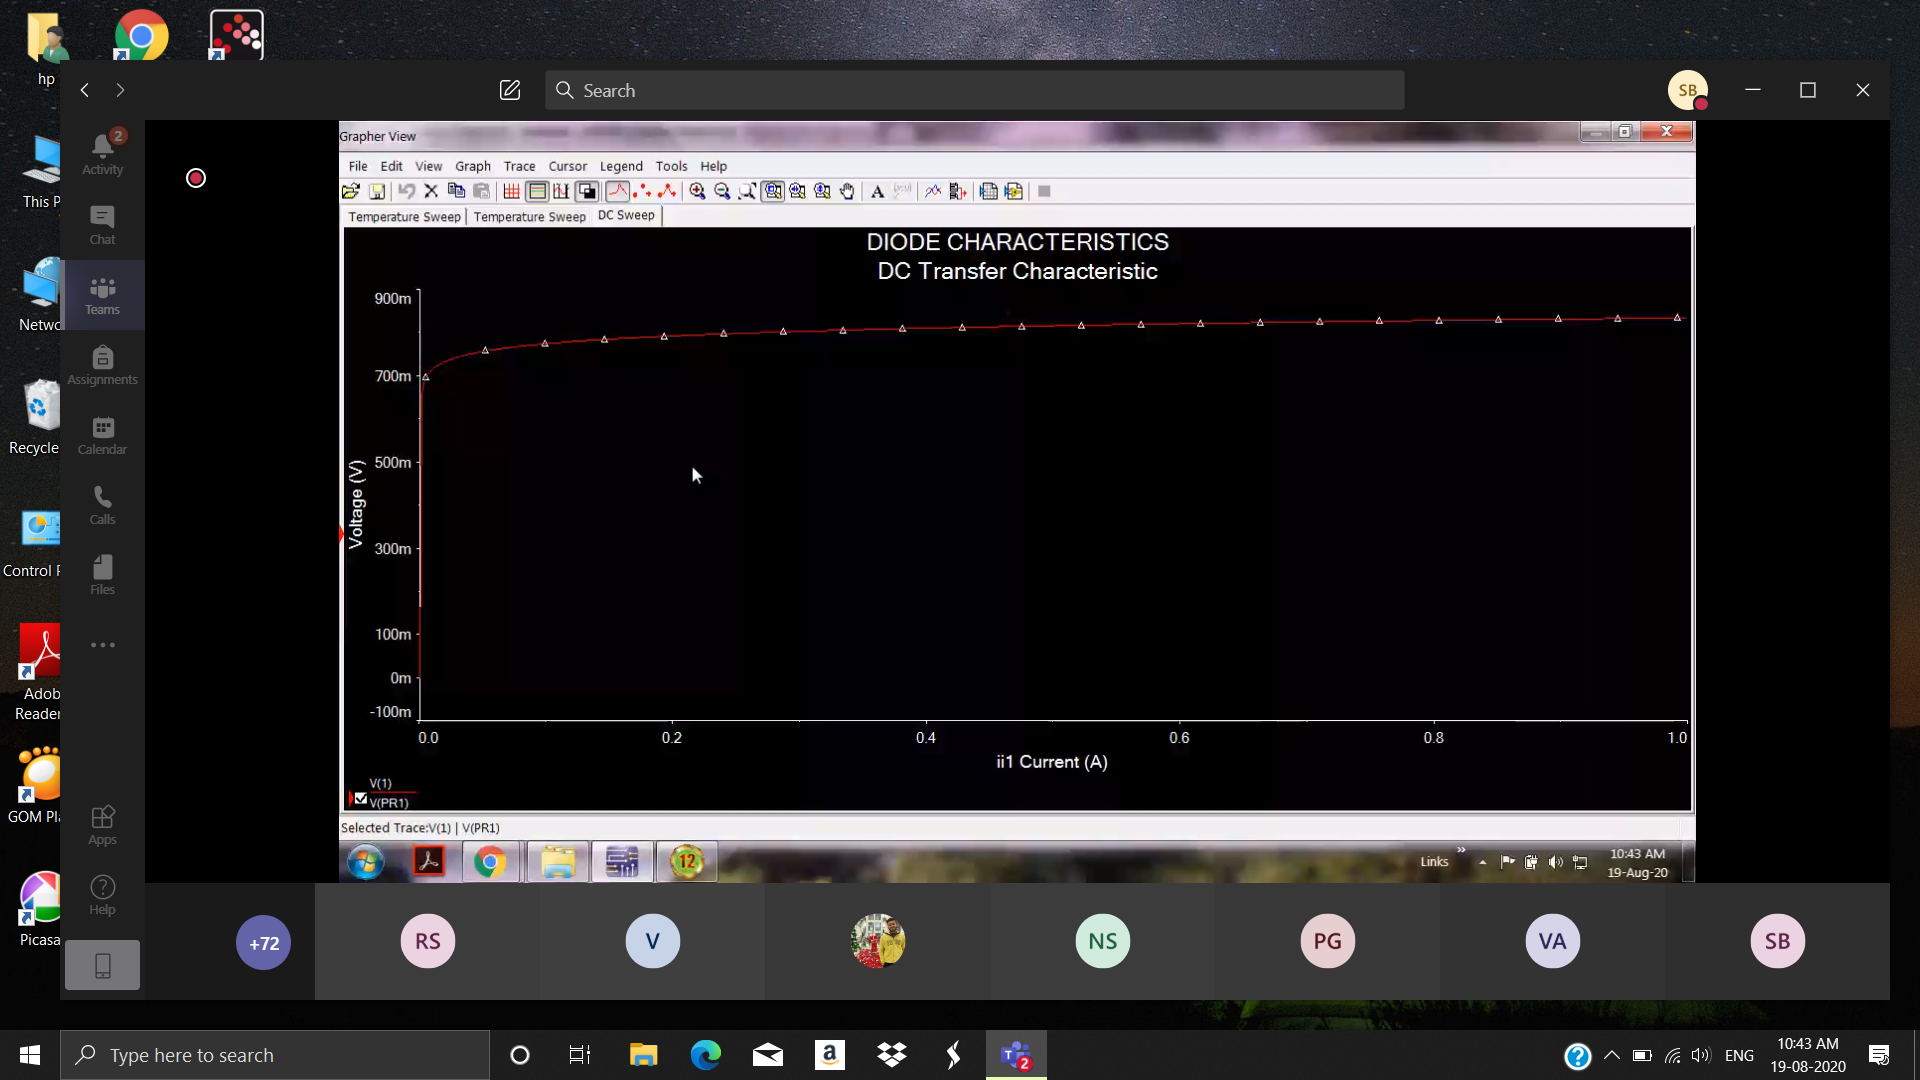 hp
This P
Netwo
Recycle
Control P
Adob
Reader
GOM Pla
Picasa
Search
SB
2
Activity
Chat
Teams
Assignments
Calendar
Calls
Files
Apps
Help
Grapher View
File Edit View Graph Trace Cursor Legend Tools Help
A
Temperature Sweep Temperature Sweep DC Sweep
DIODE CHARACTERISTICS
DC Transfer Characteristic
Voltage (V)
900m
700m
500m
300m
100m
0m
-100m
0.0 0.2 0.4 0.6 0.8 1.0
ii1 Current (A)
V(1)
V(PR1)
Selected Trace:V(1) | V(PR1)
12
Links
10:43 AM
19-Aug-20
+72 RS V NS PG VA SB
Type here to search
a
T
2
ENG
10:43 AM
19-08-2020